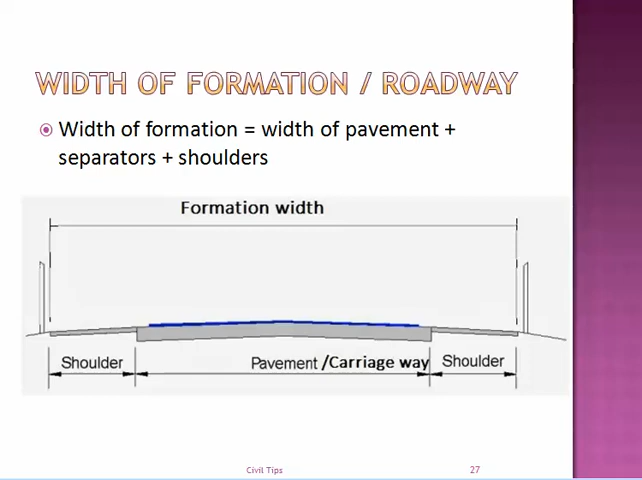 WIDTH OF FORMATION / ROADWAY
Width of formation = width of pavement +
separators + shoulders
Formation width
Shoulder Pavement /Carriage way Shoulder
Civil Tips 27